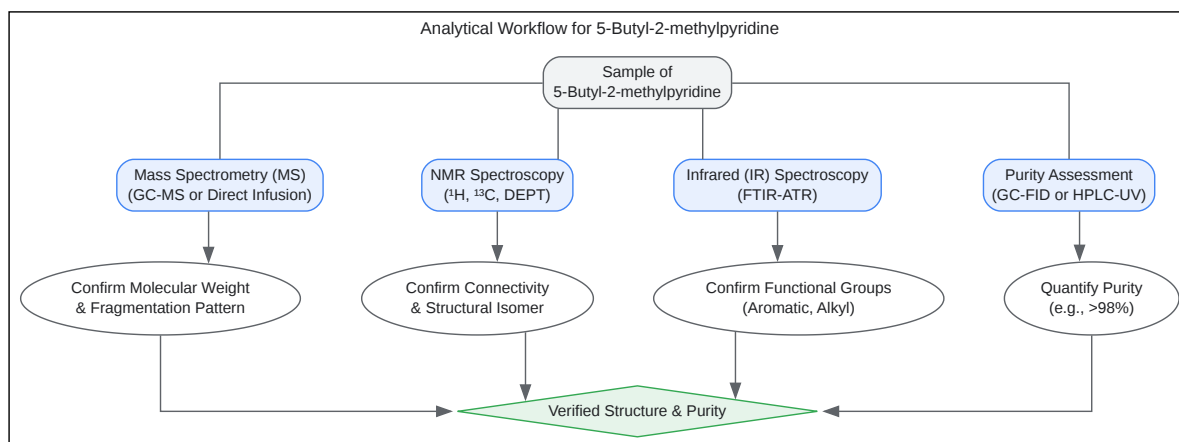 Analytical Workflow for 5-Butyl-2-methylpyridine
Sample of
5-Butyl-2-methylpyridine
Mass Spectrometry (MS)
(GC-MS or Direct Infusion)
NMR Spectroscopy
(¹H, ¹³C, DEPT)
Infrared (IR) Spectroscopy
(FTIR-ATR)
Purity Assessment
(GC-FID or HPLC-UV)
Confirm Molecular Weight
& Fragmentation Pattern
Confirm Connectivity
& Structural Isomer
Confirm Functional Groups
(Aromatic, Alkyl)
Quantify Purity
(e.g., >98%)
Verified Structure & Purity